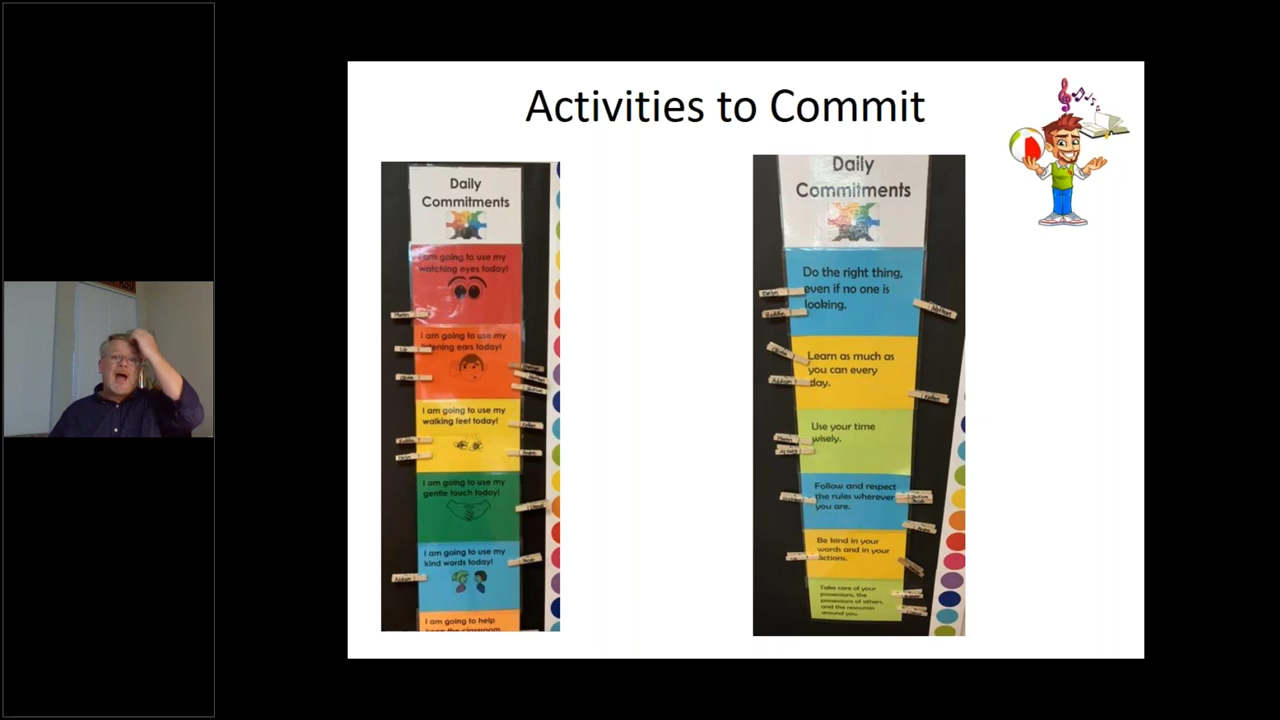 Activities to Commit
Daily
Commitments
I am going to use my
watching eyes today!
I am going to use my
listening ears today!
I am going to use my
walking feet today!
I am going to use my
gentle touch today!
I am going to use my
kind words today!
I am going to help
keep the classroom
Daily
Commitments
Do the right thing,
even if no one is
looking.
Learn as much as
you can every
day.
Use your time
wisely.
Follow and respect
the rules wherever
you are.
Be kind in your
words and in your
actions.
Take care of your
possessions, the
possessions of others,
and the resources
around you.